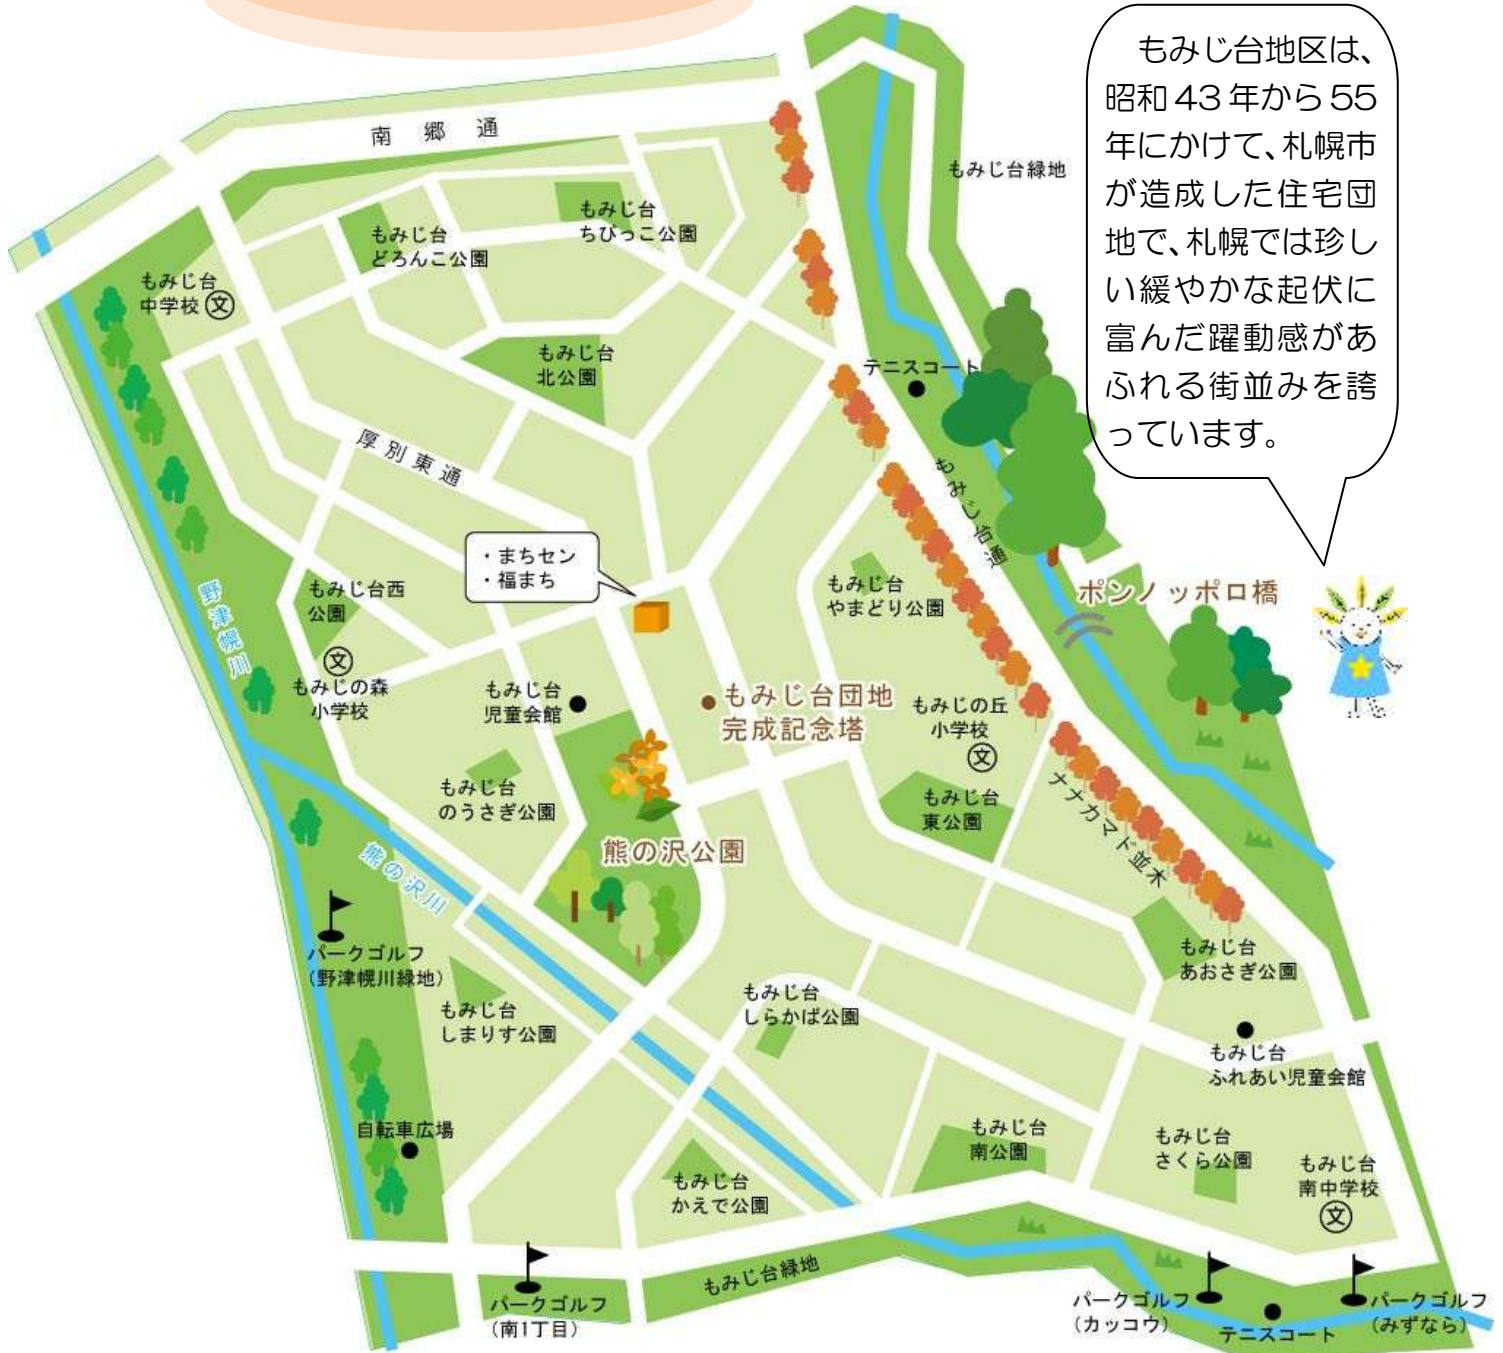 もみじ台地区は、
昭和43年から55
年にかけて、札幌市
が造成した住宅団
地で、札幌では珍し
い緩やかな起伏に
富んだ躍動感があ
ふれる街並みを誇
っています。
南郷通
もみじ台緑地
もみじ台
ちびっこ公園
もみじ台
どろんこ公園
もみじ台
中学校 文
もみじ台
北公園
テニスコート
厚別東通
もみじ台通
・まちセン
・福まち
もみじ台西
公園
もみじ台
やまどり公園
ポンノッポロ橋
野津幌川
文
もみじの森
小学校
もみじ台
児童会館
もみじ台団地
完成記念塔
もみじの丘
小学校
文
もみじ台
のうさぎ公園
もみじ台
東公園
ナナカマド並木
熊の沢公園
熊の沢川
パークゴルフ
(野津幌川緑地)
もみじ台
あおさぎ公園
もみじ台
しまりす公園
もみじ台
しらかば公園
もみじ台
ふれあい児童会館
自転車広場
もみじ台
南公園
もみじ台
さくら公園
もみじ台
かえで公園
もみじ台
南中学校
文
もみじ台緑地
パークゴルフ
(南1丁目)
パークゴルフ
(カッコウ)
テニスコート
パークゴルフ
(みずなら)